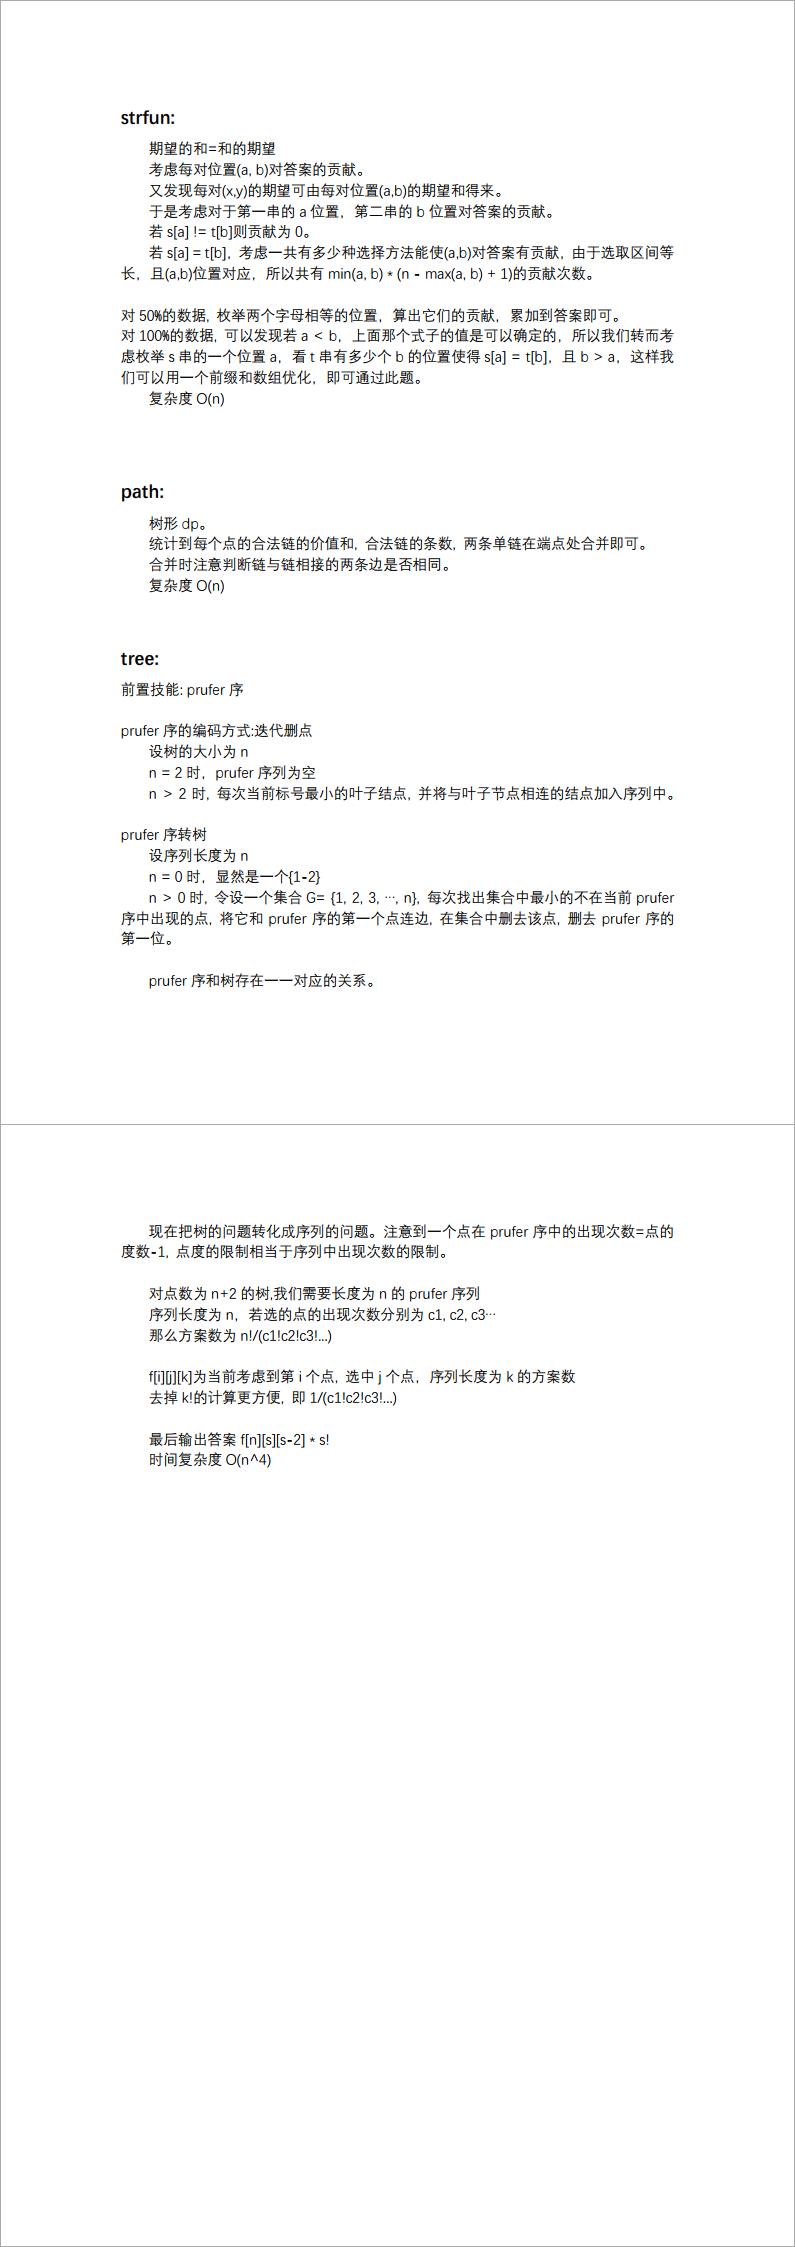 strfun:
期望的和=和的期望
考虑每对位置(a, b)对答案的贡献。
又发现每对(x,y)的期望可由每对位置(a,b)的期望和得来。
于是考虑对于第一串的 a 位置，第二串的 b 位置对答案的贡献。
若 s[a] != t[b]则贡献为 0。
若 s[a] = t[b]，考虑一共有多少种选择方法能使(a,b)对答案有贡献，由于选取区间等
长，且(a,b)位置对应，所以共有 min(a, b) * (n - max(a, b) + 1)的贡献次数。
对 50%的数据, 枚举两个字母相等的位置，算出它们的贡献，累加到答案即可。
对 100%的数据, 可以发现若 a < b，上面那个式子的值是可以确定的，所以我们转而考
虑枚举 s 串的一个位置 a，看 t 串有多少个 b 的位置使得 s[a] = t[b]，且 b > a，这样我
们可以用一个前缀和数组优化，即可通过此题。
复杂度 O(n)
path:
树形 dp。
统计到每个点的合法链的价值和, 合法链的条数, 两条单链在端点处合并即可。
合并时注意判断链与链相接的两条边是否相同。
复杂度 O(n)
tree:
前置技能: prufer 序
prufer 序的编码方式:迭代删点
设树的大小为 n
n = 2 时，prufer 序列为空
n > 2 时, 每次当前标号最小的叶子结点, 并将与叶子节点相连的结点加入序列中。
prufer 序转树
设序列长度为 n
n = 0 时，显然是一个{1-2}
n > 0 时, 令设一个集合 G= {1, 2, 3, …, n}, 每次找出集合中最小的不在当前 prufer
序中出现的点, 将它和 prufer 序的第一个点连边, 在集合中删去该点, 删去 prufer 序的
第一位。
prufer 序和树存在一一对应的关系。
现在把树的问题转化成序列的问题。注意到一个点在 prufer 序中的出现次数=点的
度数-1, 点度的限制相当于序列中出现次数的限制。
对点数为 n+2 的树,我们需要长度为 n 的 prufer 序列
序列长度为 n，若选的点的出现次数分别为 c1, c2, c3…
那么方案数为 n!/(c1!c2!c3!...)
f[i][j][k]为当前考虑到第 i 个点, 选中 j 个点，序列长度为 k 的方案数
去掉 k!的计算更方便, 即 1/(c1!c2!c3!...)
最后输出答案 f[n][s][s-2] * s!
时间复杂度 O(n^4)